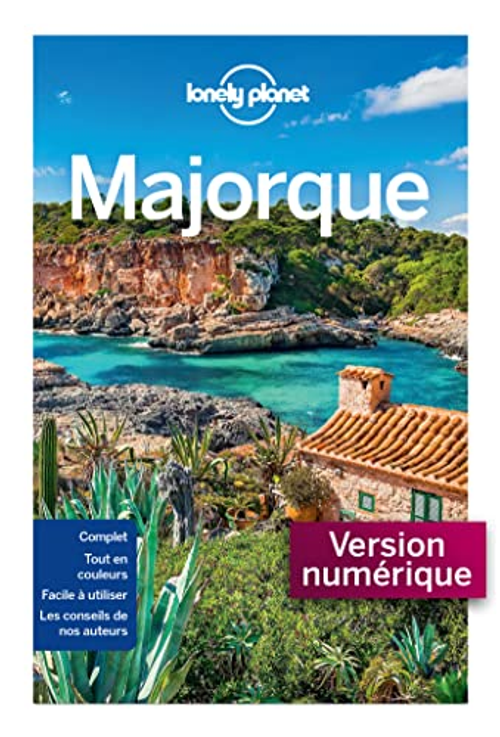 lonely planet
Majorque
Complet
Tout en
couleurs
Facile à utiliser
Les conseils de
nos auteurs
Version
numérique